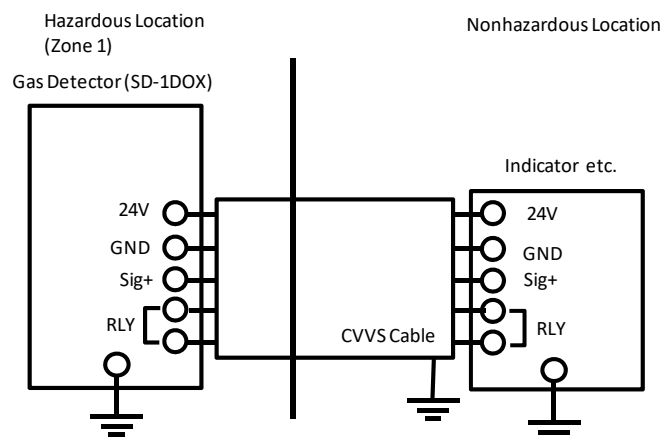 Hazardous Location
(Zone 1)
Nonhazardous Location
Gas Detector (SD-1DOX)
Indicator etc.
24V
GND
Sig+
RLY
CVVS Cable
24V
GND
Sig+
RLY